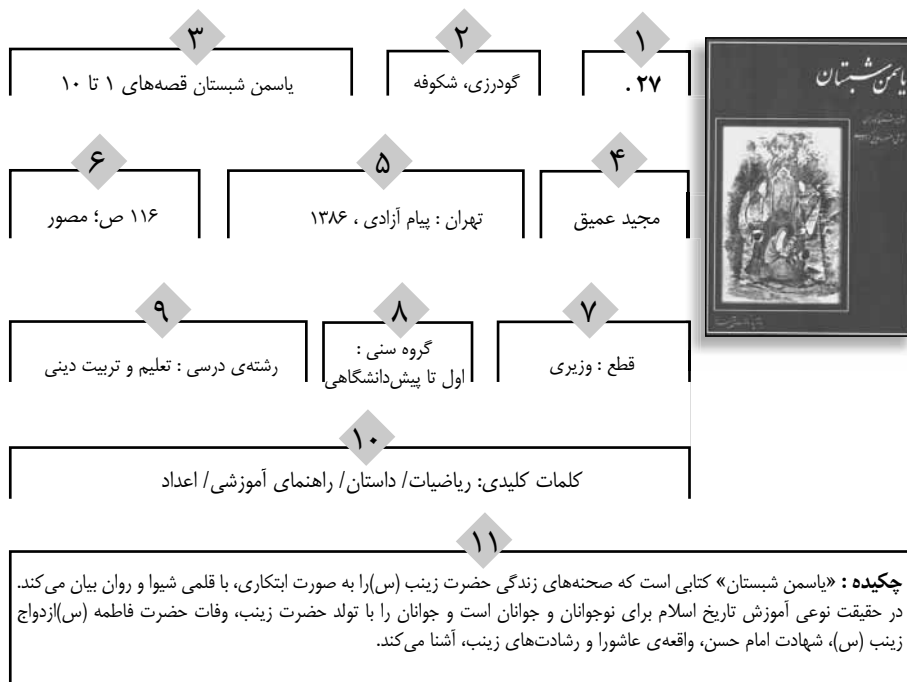 ۱
۲
۳
۲۷ .
گودرزی، شکوفه
یاسمن شبستان قصه‌های ۱ تا ۱۰
یاسمن شبستان
۴
۵
۶
مجید عمیق
تهران : پیام آزادی ، ۱۳۸۶
۱۱۶ ص؛ مصور
۷
۸
۹
قطع : وزیری
گروه سنی :
اول تا پیش‌دانشگاهی
رشته‌ی درسی : تعلیم و تربیت دینی
۱۰
کلمات کلیدی: ریاضیات/ داستان/ راهنمای آموزشی/ اعداد
۱۱
چکیده : «یاسمن شبستان» کتابی است که صحنه‌های زندگی حضرت زینب (س)را به صورت ابتکاری، با قلمی شیوا و روان بیان می‌کند.
در حقیقت نوعی آموزش تاریخ اسلام برای نوجوانان و جوانان است و جوانان را با تولد حضرت زینب، وفات حضرت فاطمه (س)ازدواج
زینب (س)، شهادت امام حسن، واقعه‌ی عاشورا و رشادت‌های زینب، آشنا می‌کند.